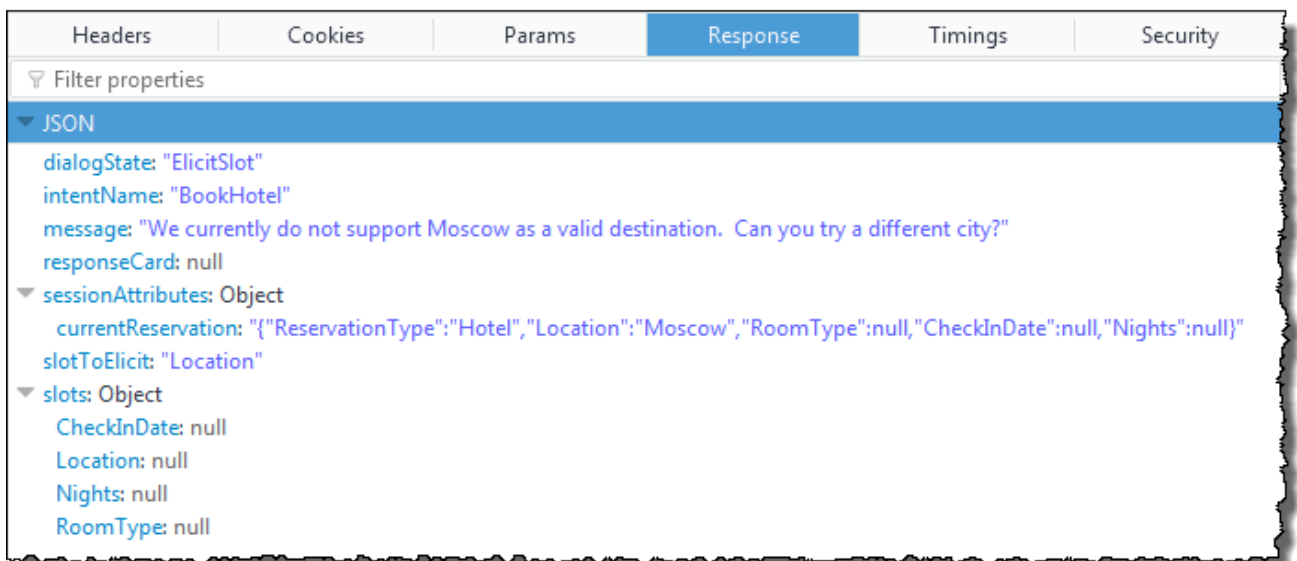 Headers Cookies Params Response Timings Security
Filter properties
JSON
dialogState: "ElicitSlot"
intentName: "BookHotel"
message: "We currently do not support Moscow as a valid destination.  Can you try a different city?"
responseCard: null
sessionAttributes: Object
currentReservation: "{"ReservationType":"Hotel","Location":"Moscow","RoomType":null,"CheckInDate":null,"Nights":null}"
slotToElicit: "Location"
slots: Object
CheckInDate: null
Location: null
Nights: null
RoomType: null